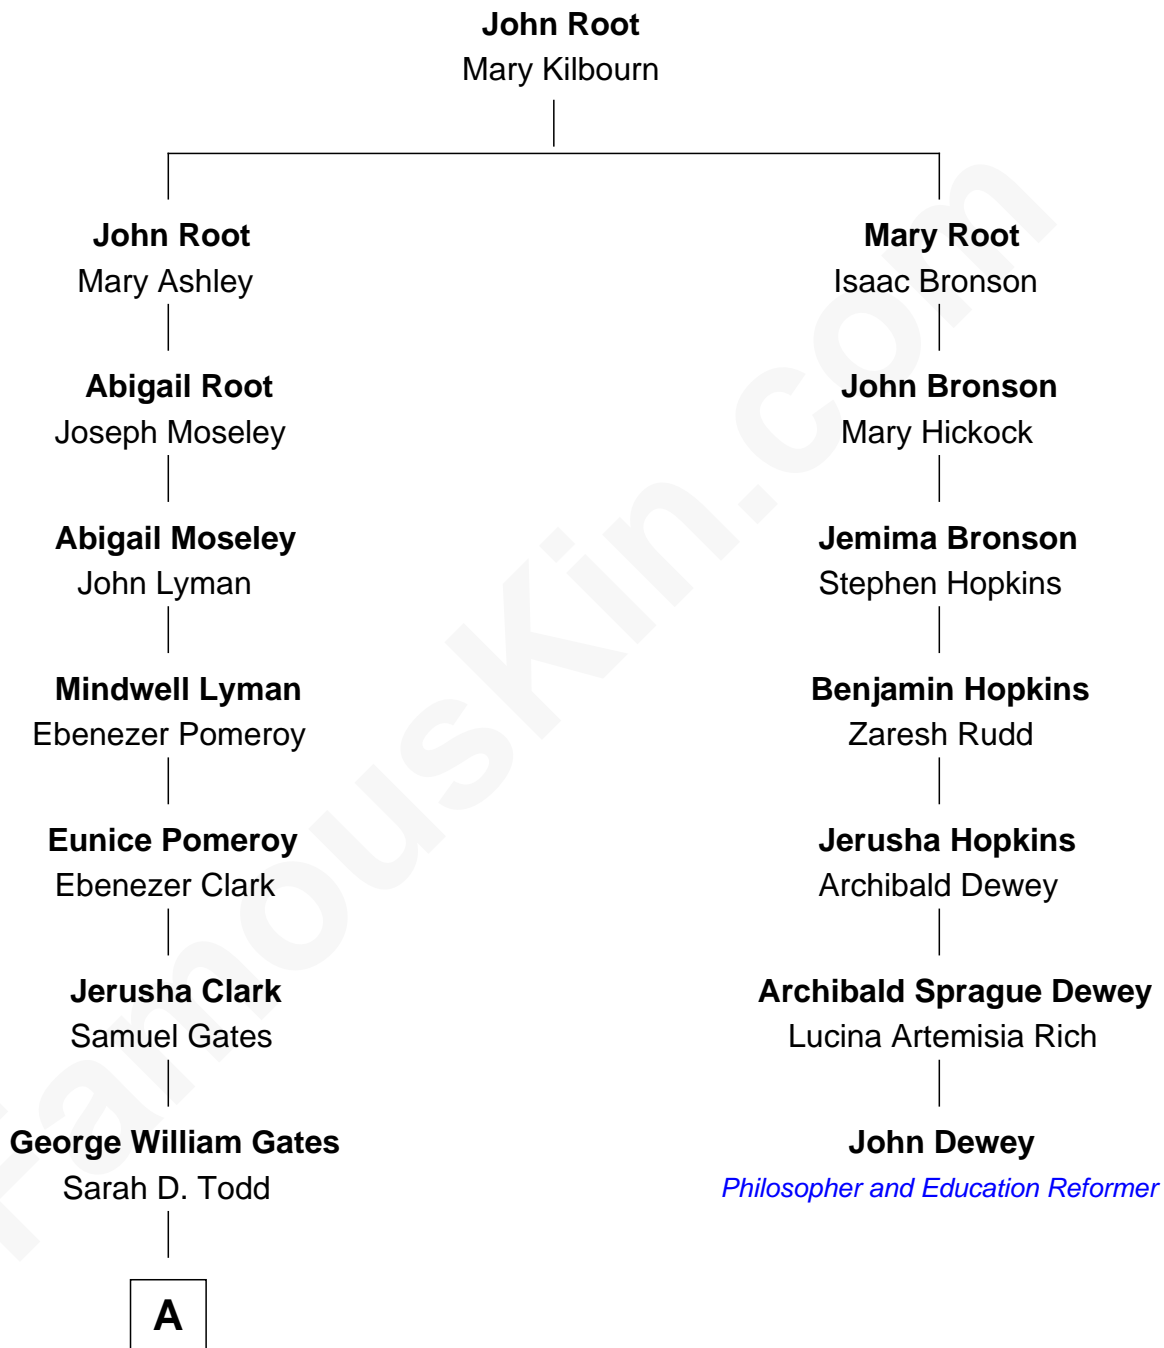 John Root
Mary Kilbourn
John Root
Mary Ashley
Abigail Root
Joseph Moseley
Abigail Moseley
John Lyman
Mindwell Lyman
Ebenezer Pomeroy
Eunice Pomeroy
Ebenezer Clark
Jerusha Clark
Samuel Gates
George William Gates
Sarah D. Todd
A
Mary Root
Isaac Bronson
John Bronson
Mary Hickock
Jemima Bronson
Stephen Hopkins
Benjamin Hopkins
Zaresh Rudd
Jerusha Hopkins
Archibald Dewey
Archibald Sprague Dewey
Lucina Artemisia Rich
John Dewey
Philosopher and Education Reformer
FamousKin.com